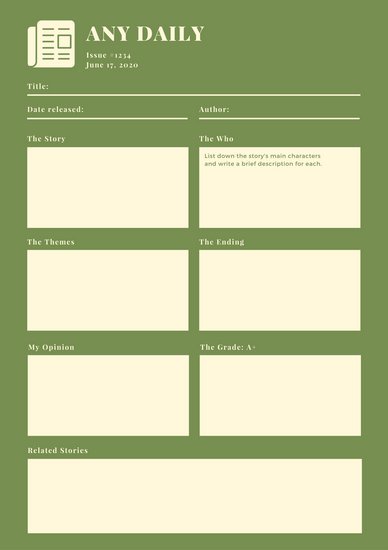 ANY DAILY
Issue #1234
June 17, 2020
Title:
Date released:
Author:
The Story
The Who
List down the story's main characters
and write a brief description for each.
The Themes
The Ending
My Opinion
The Grade: A+
Related Stories